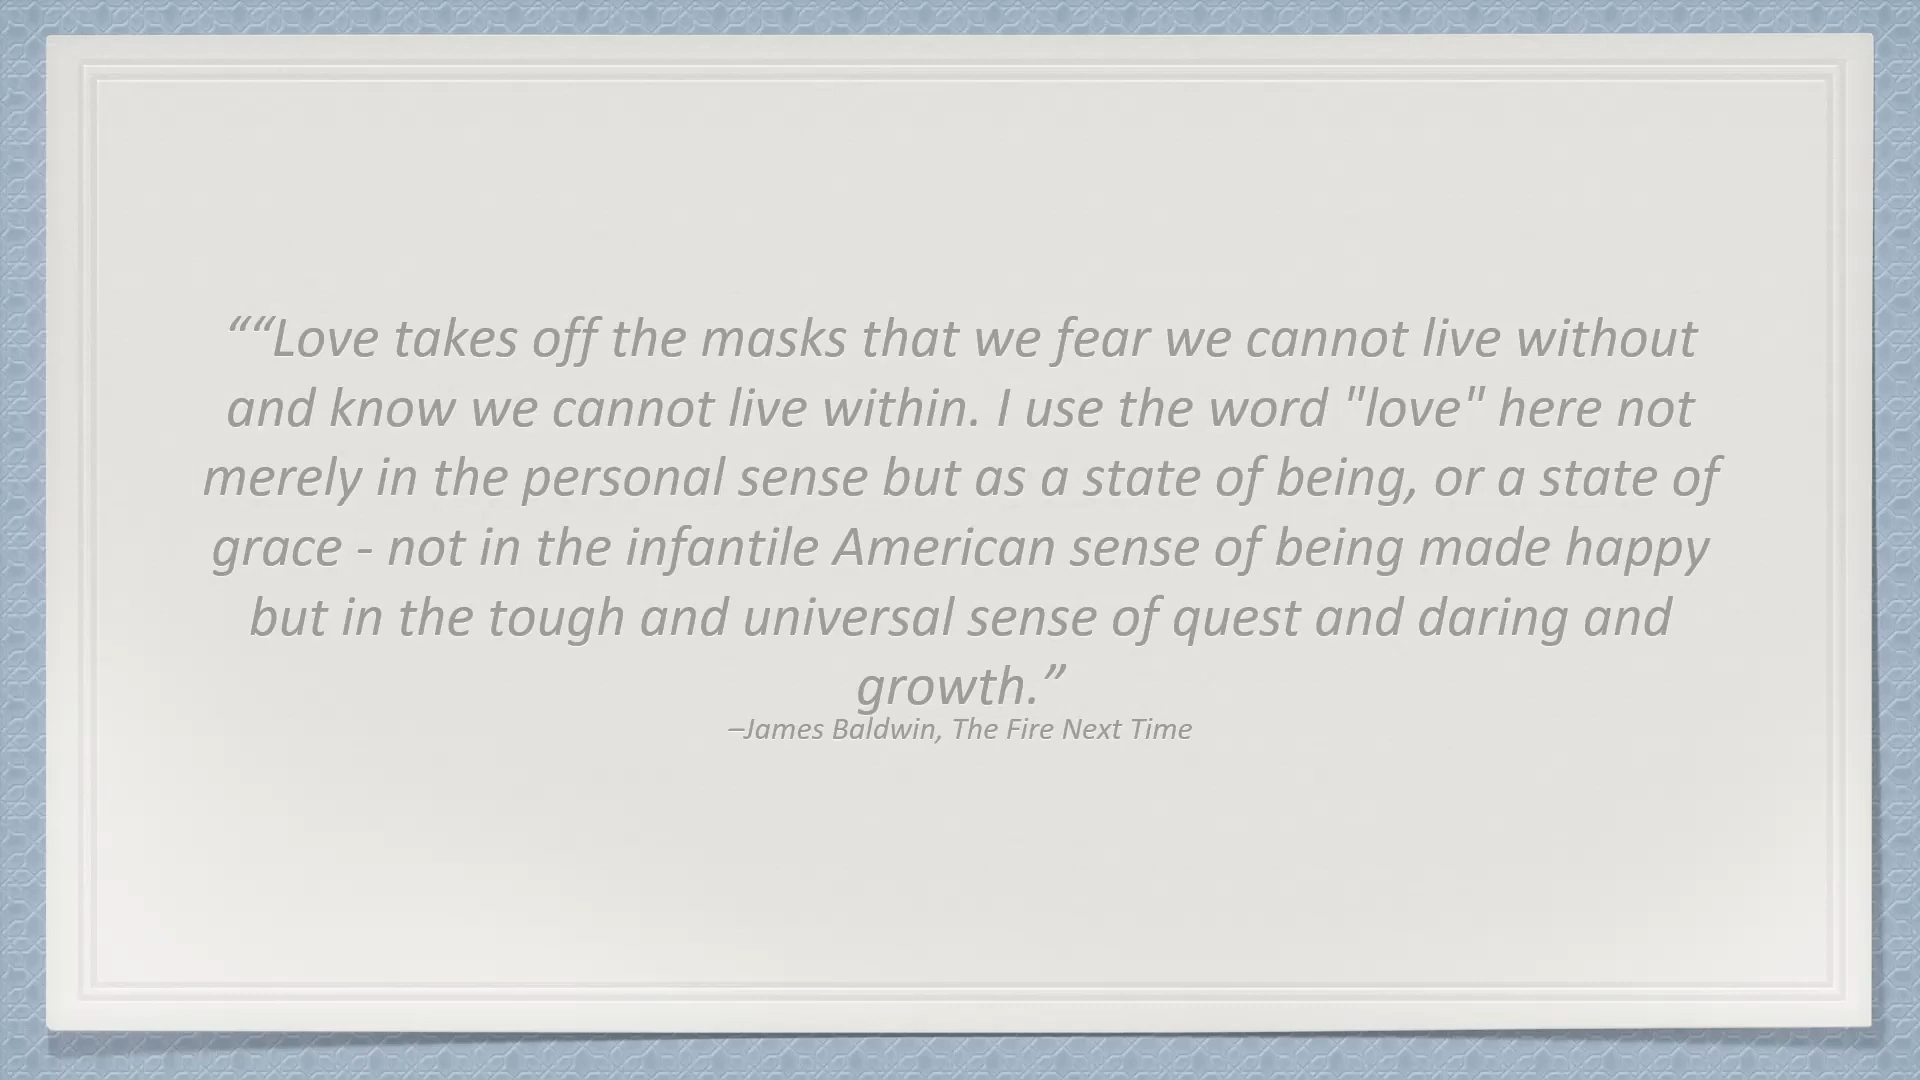 ““Love takes off the masks that we fear we cannot live without
and know we cannot live within. I use the word "love" here not
merely in the personal sense but as a state of being, or a state of
grace - not in the infantile American sense of being made happy
but in the tough and universal sense of quest and daring and
growth.”
–James Baldwin, The Fire Next Time